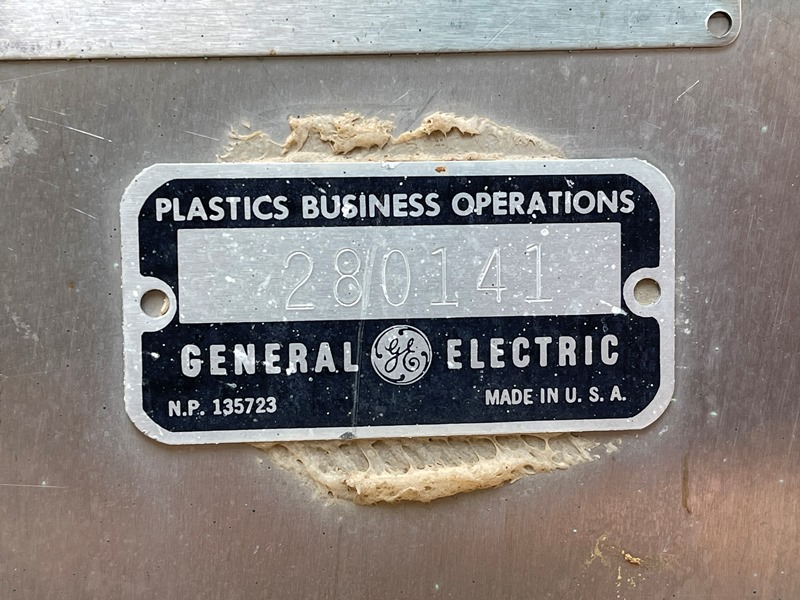 PLASTICS BUSINESS OPERATIONS
280141
GENERAL GE ELECTRIC
N.P. 135723 MADE IN U. S. A.